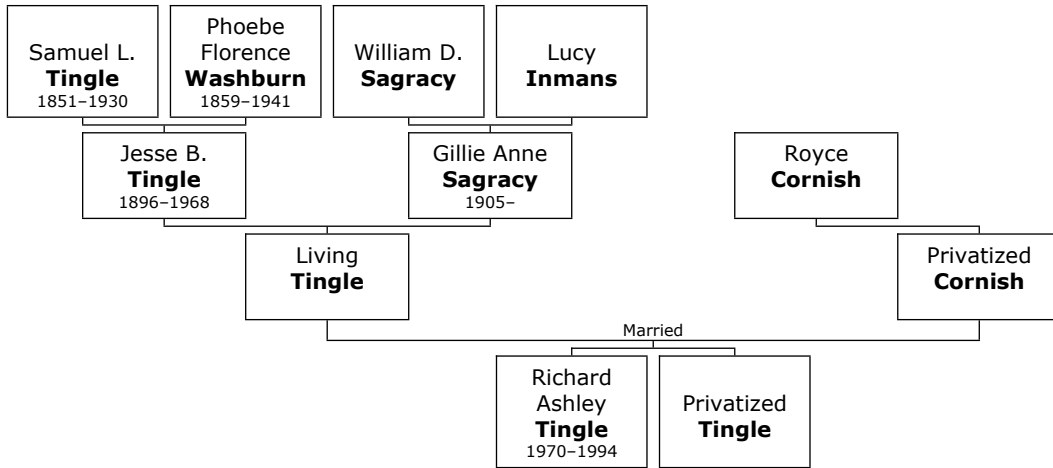 Samuel L.
Tingle
1851–1930
Phoebe
Florence
Washburn
1859–1941
William D.
Sagracy
Lucy
Inmans
Jesse B.
Tingle
1896–1968
Gillie Anne
Sagracy
1905–
Royce
Cornish
Living
Tingle
Privatized
Cornish
Married
Richard
Ashley
Tingle
1970–1994
Privatized
Tingle